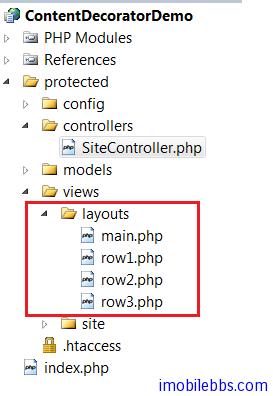 ContentDecoratorDemo
PHP Modules
References
protected
config
controllers
SiteController.php
models
views
layouts
main.php
row1.php
row2.php
row3.php
site
.htaccess
index.php
imobilebbs.com